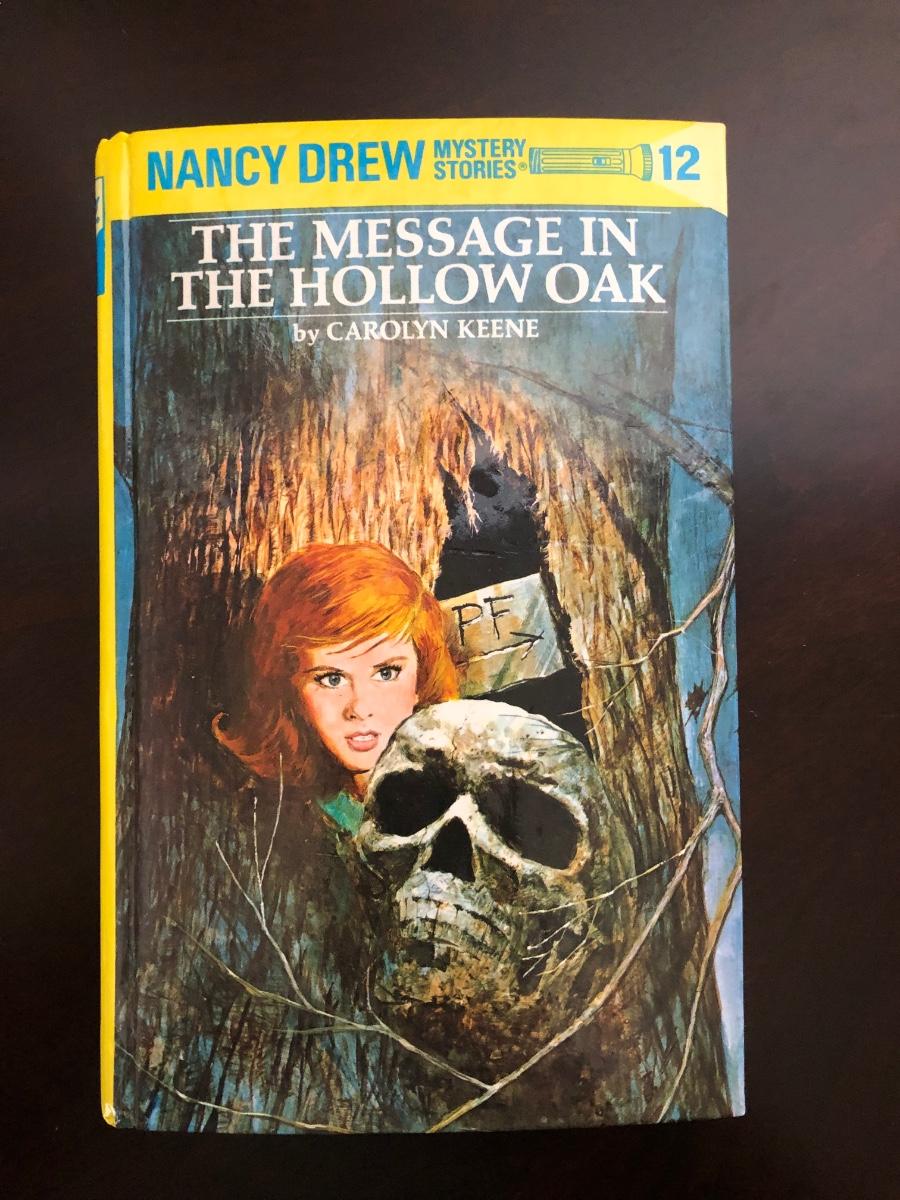 NANCY DREW MYSTERY STORIES® 12
THE MESSAGE IN
THE HOLLOW OAK
by CAROLYN KEENE
PF